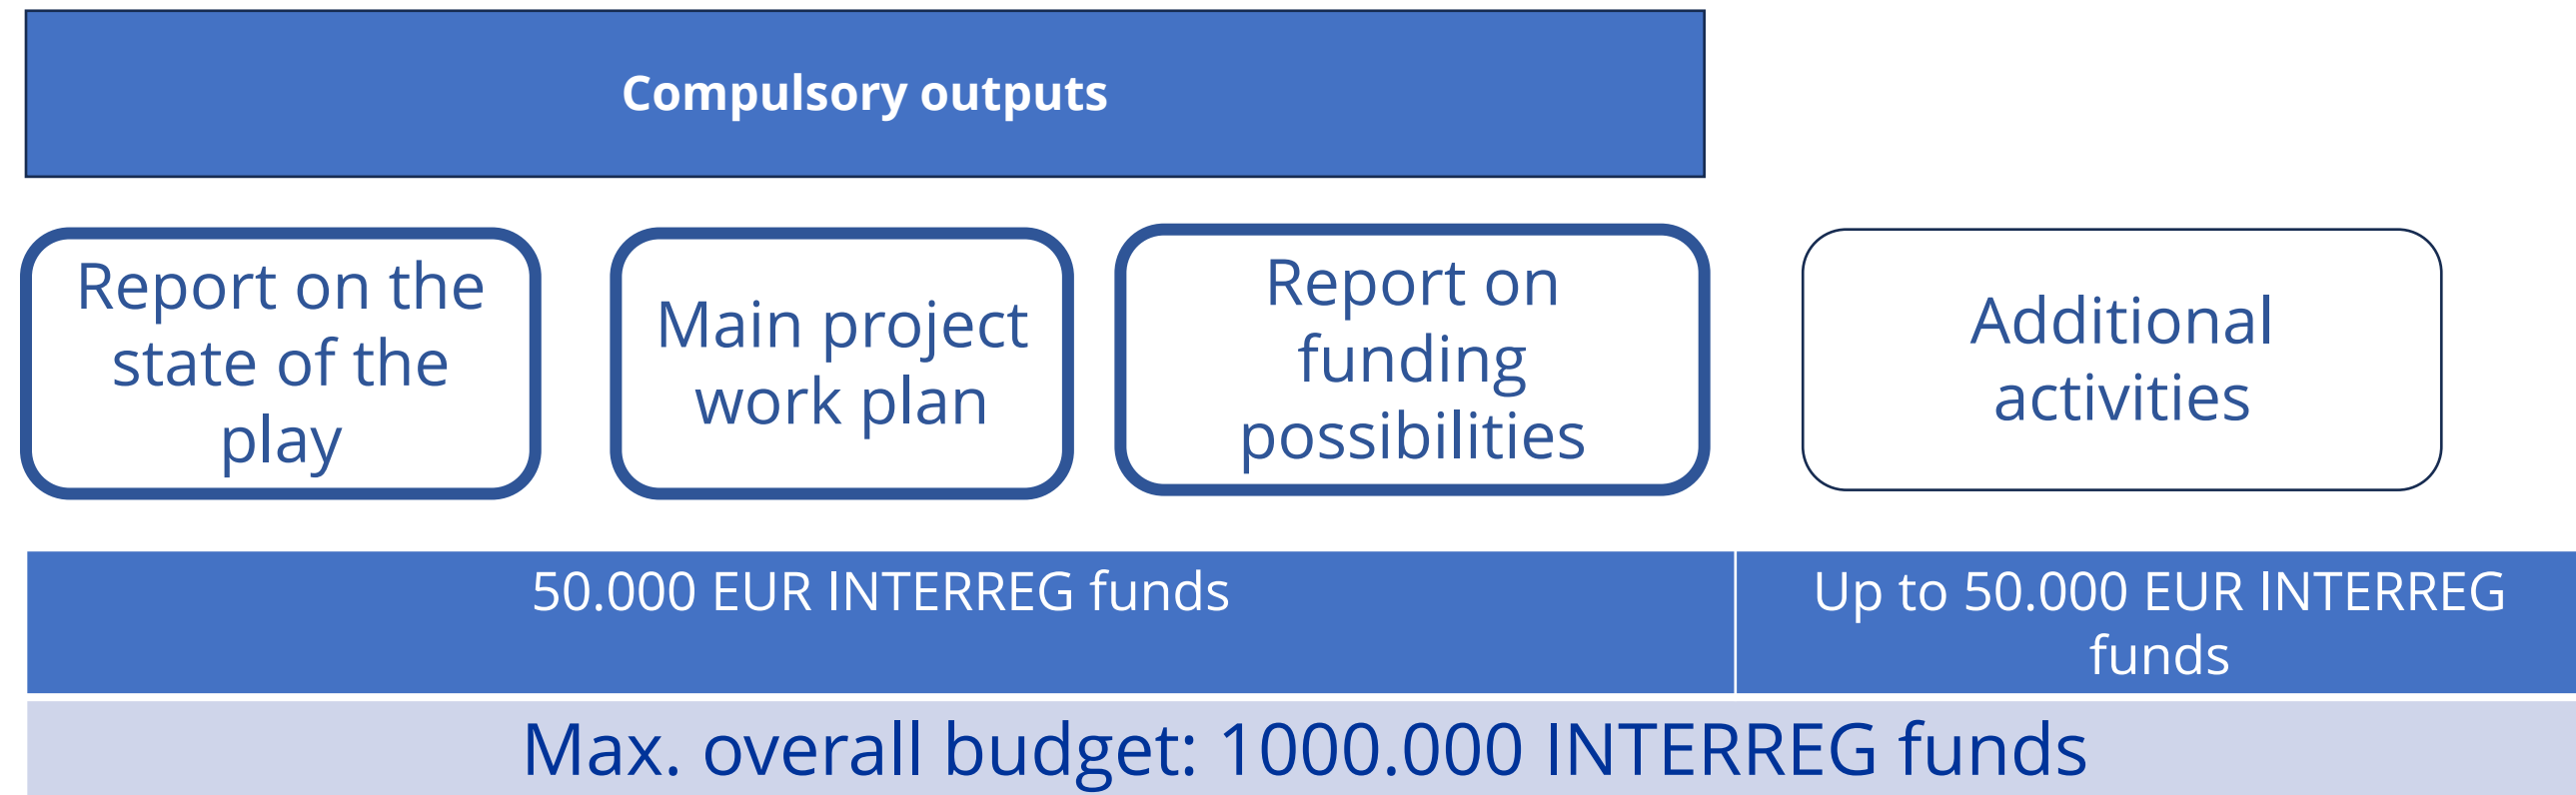 Compulsory outputs
Report on the
state of the
play
Main project
work plan
Report on
funding
possibilities
Additional
activities
50.000 EUR INTERREG funds
Up to 50.000 EUR INTERREG
funds
Max. overall budget: 1000.000 INTERREG funds